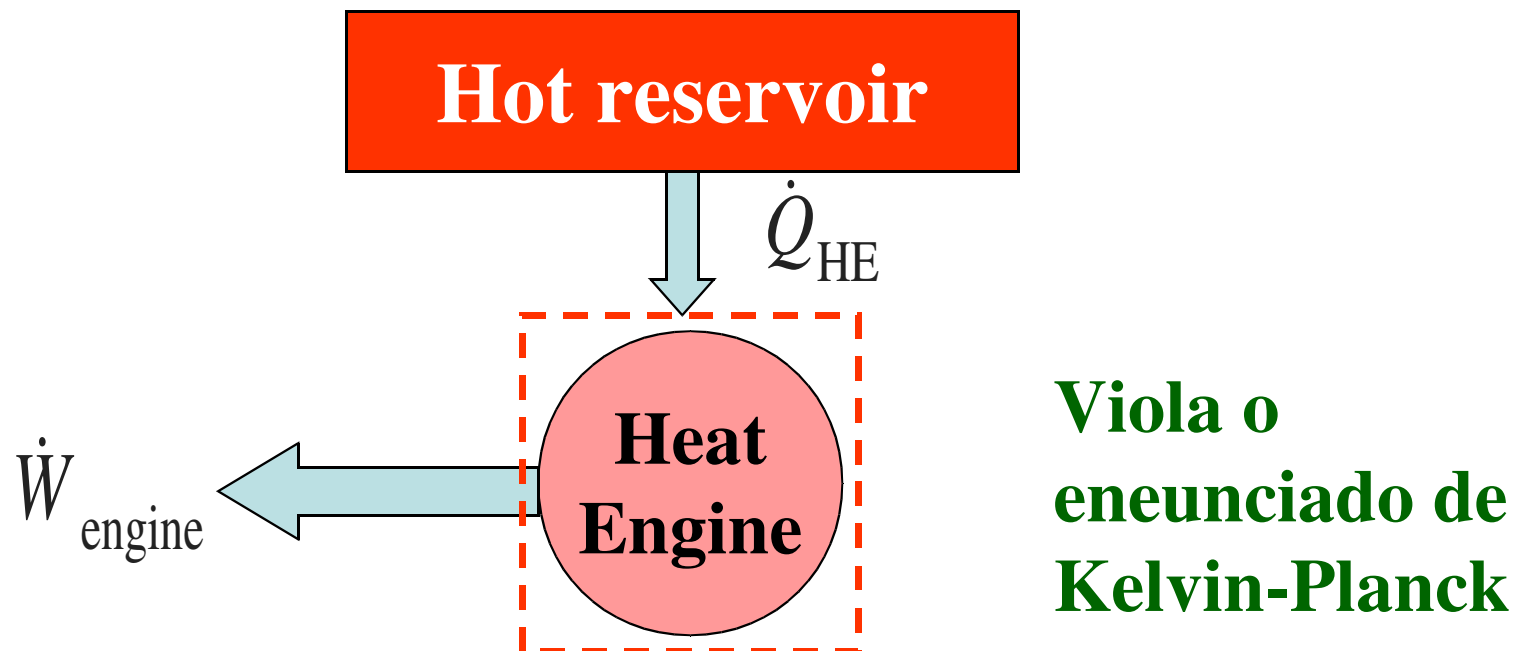 Hot reservoir
Q̇HE
Heat
Engine
Ẇengine
Viola o
eneunciado de
Kelvin-Planck